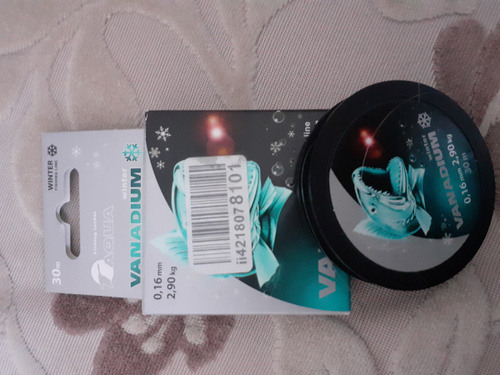 WINTER
30m
AQUA
VANADIUM
winter
0,16 mm
2,90 kg
ii4218078101
line
winter
VANADIUM
0,16 mm 2,90 kg
30 m